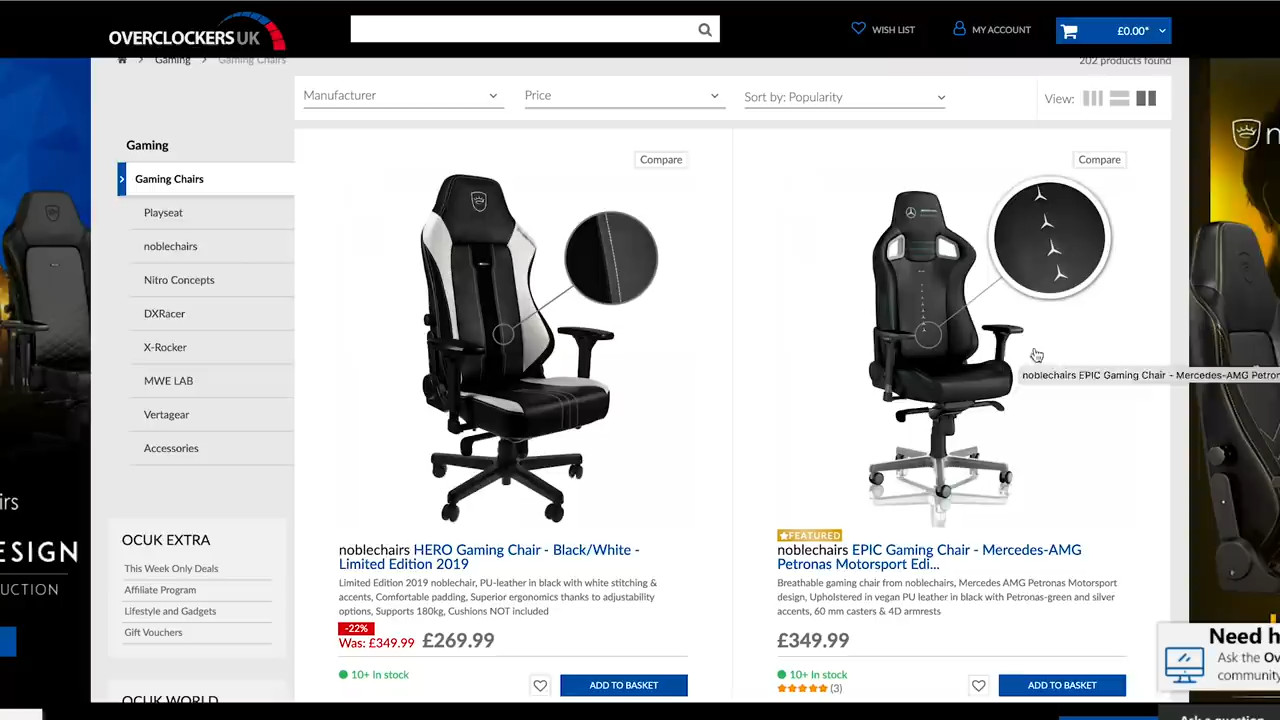 OVERCLOCKERS UK
WISH LIST
MY ACCOUNT
£0.00*
Gaming
Gaming Chairs
202 products found
Manufacturer
Price
Sort by: Popularity
View:
Gaming
Gaming Chairs
Playseat
noblechairs
Nitro Concepts
DXRacer
X-Rocker
MWE LAB
Vertagear
Accessories
OCUK EXTRA
This Week Only Deals
Affiliate Program
Lifestyle and Gadgets
Gift Vouchers
OCUK WORLD
Compare
noblechairs HERO Gaming Chair - Black/White -
Limited Edition 2019
Limited Edition 2019 noblechair, PU-leather in black with white stitching &
accents, Comfortable padding, Superior ergonomics thanks to adjustability
options, Supports 180kg, Cushions NOT included
-22%
Was: £349.99 £269.99
10+ In stock
ADD TO BASKET
Compare
noblechairs EPIC Gaming Chair - Mercedes-AMG Petron
FEATURED
noblechairs EPIC Gaming Chair - Mercedes-AMG
Petronas Motorsport Edi...
Breathable gaming chair from noblechairs, Mercedes AMG Petronas Motorsport
design, Upholstered in vegan PU leather in black with Petronas-green and silver
accents, 60 mm casters & 4D armrests
£349.99
10+ In stock
(3)
ADD TO BASKET
irs
ESIGN
UCTION
n
Need h
Ask the Ov
community
Ask a question